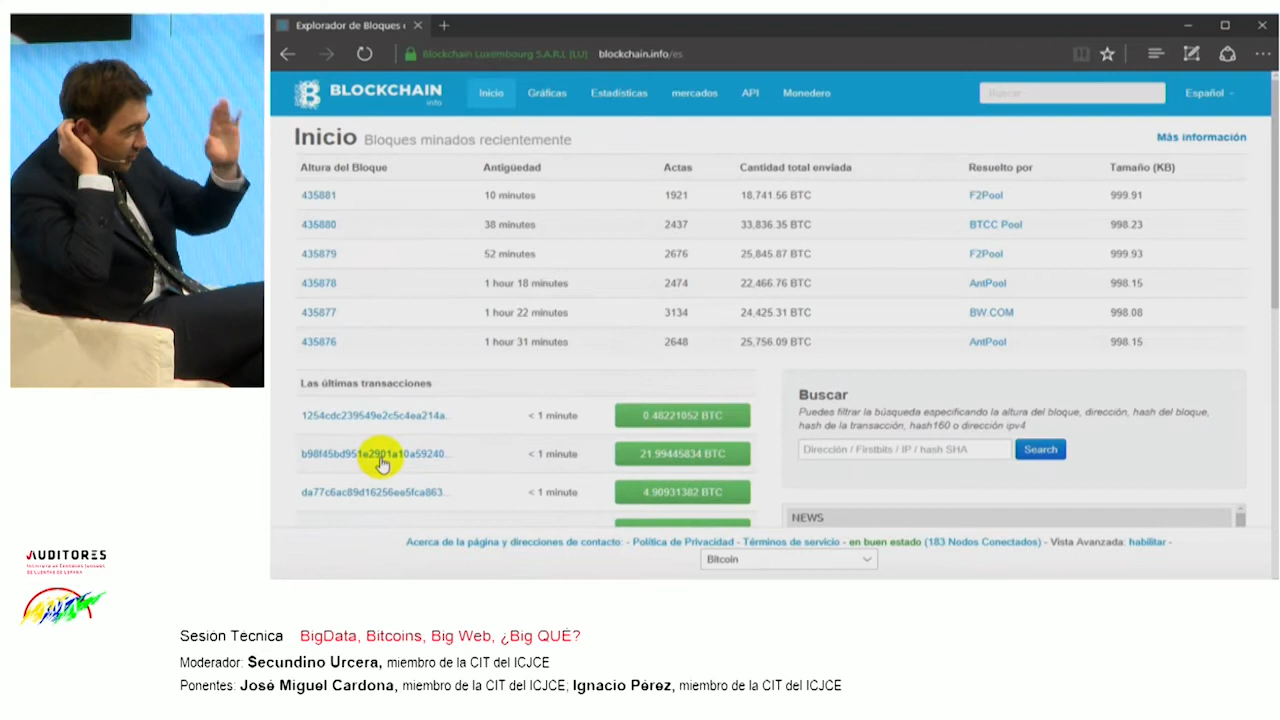 Explorador de Bloques
Blockchain Luxembourg S.A.R.L [LU] blockchain.info/es
BLOCKCHAIN
info
Inicio Gráficas Estadísticas mercados API Monedero Buscar Español
Inicio Bloques minados recientemente Más información
Altura del Bloque Antigüedad Actas Cantidad total enviada Resuelto por Tamaño (KB)
435881 10 minutes 1921 18,741.56 BTC F2Pool 999.91
435880 38 minutes 2437 33,836.35 BTC BTCC Pool 998.23
435879 52 minutes 2676 25,845.87 BTC F2Pool 999.93
435878 1 hour 18 minutes 2474 22,466.76 BTC AntPool 998.15
435877 1 hour 22 minutes 3134 24,425.31 BTC BW.COM 998.08
435876 1 hour 31 minutes 2648 25,756.09 BTC AntPool 998.15
Las últimas transacciones
1254cdc239549e2c5c4ea214a... < 1 minute 0.48221052 BTC
b98f45bd951e2901a10a59240... < 1 minute 21.99445834 BTC
da77c6ac89d16256ee5fca863... < 1 minute 4.90931382 BTC
Buscar
Puedes filtrar la búsqueda especificando la altura del bloque, dirección, hash del bloque,
hash de la transacción, hash160 o dirección ipv4
Dirección / Firstbits / IP / hash SHA Search
NEWS
Acerca de la página y direcciones de contacto: - Política de Privacidad - Términos de servicio - en buen estado (183 Nodos Conectados) - Vista Avanzada: habilitar -
Bitcoin
AUDITORES
Sesión Técnica BigData, Bitcoins, Big Web, ¿Big QUÉ?
Moderador: Secundino Urcera, miembro de la CIT del ICJCE
Ponentes: José Miguel Cardona, miembro de la CIT del ICJCE; Ignacio Pérez, miembro de la CIT del ICJCE